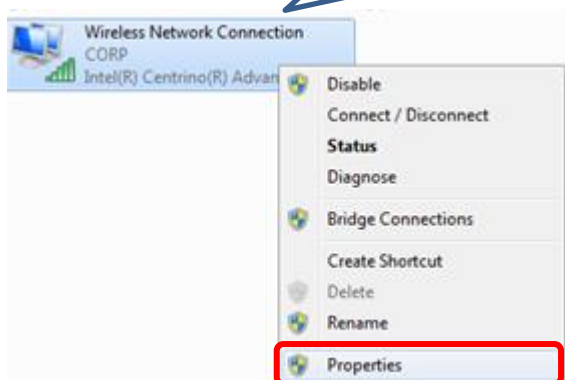 Wireless Network Connection
CORP
Intel(R) Centrino(R) Advan
Disable
Connect / Disconnect
Status
Diagnose
Bridge Connections
Create Shortcut
Delete
Rename
Properties